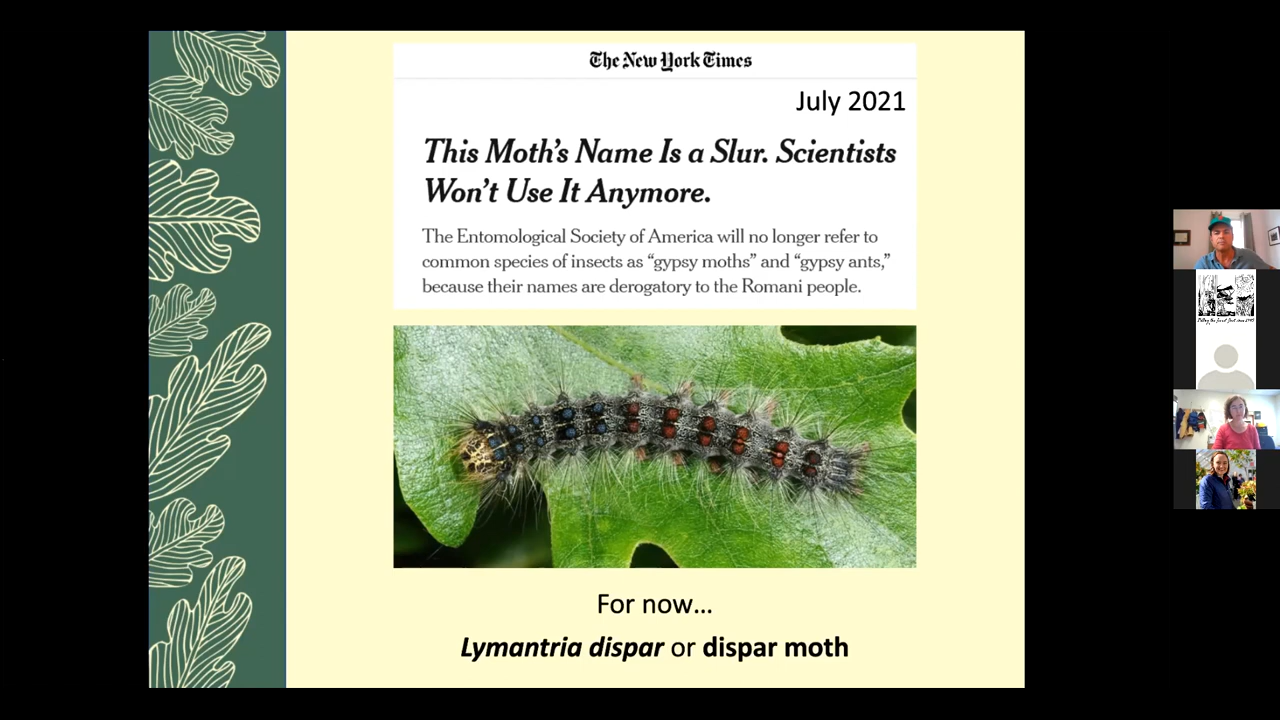 The New York Times
July 2021
This Moth's Name Is a Slur. Scientists
Won't Use It Anymore.
The Entomological Society of America will no longer refer to
common species of insects as “gypsy moths” and “gypsy ants,”
because their names are derogatory to the Romani people.
For now...
Lymantria dispar or dispar moth